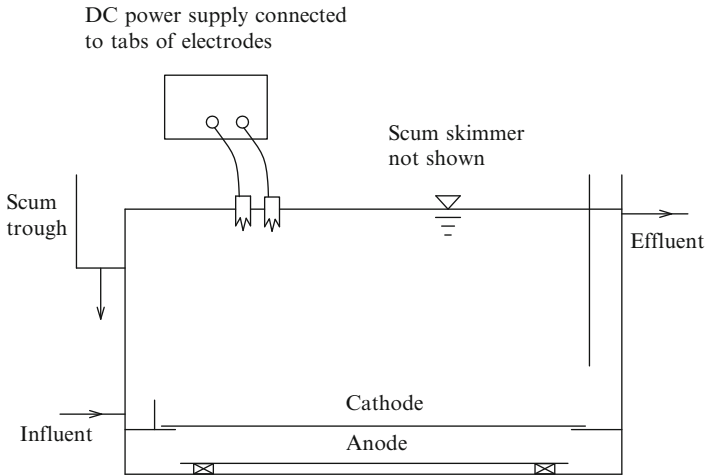 DC power supply connected
to tabs of electrodes
Scum skimmer
not shown
Scum
trough
Effluent
Cathode
Influent
Anode